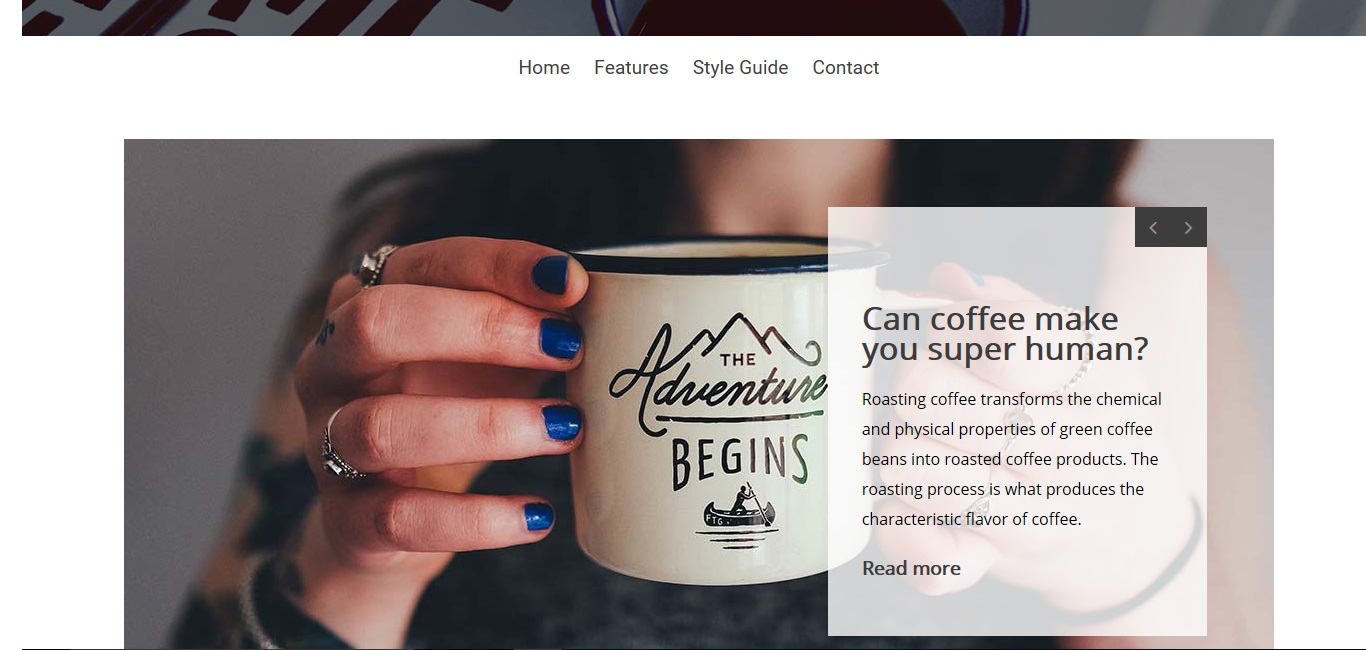 Home Features Style Guide Contact
THE
Adventure
BEGINS
FTG.
Can coffee make
you super human?
Roasting coffee transforms the chemical
and physical properties of green coffee
beans into roasted coffee products. The
roasting process is what produces the
characteristic flavor of coffee.
Read more